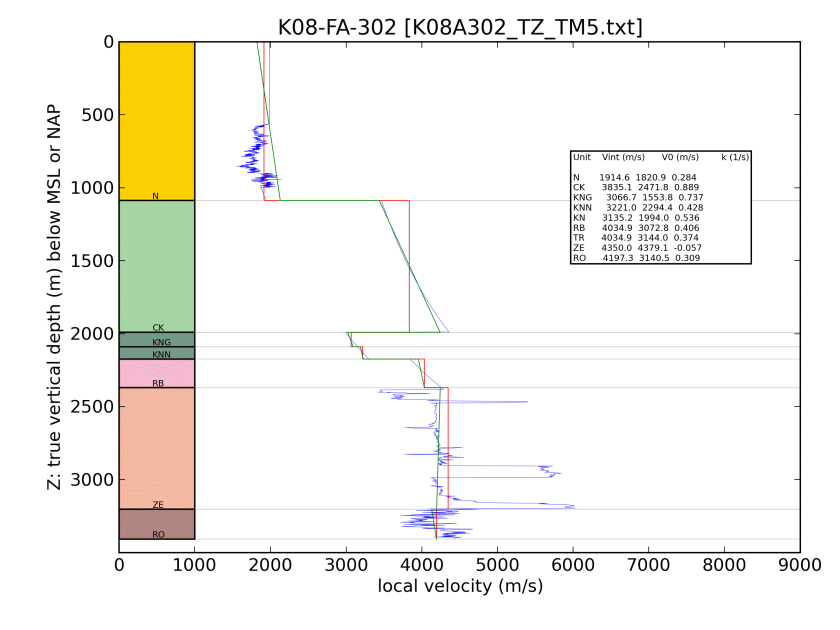 K08-FA-302 [K08A302_TZ_TM5.txt]
Z: true vertical depth (m) below MSL or NAP
0
500
1000
1500
2000
2500
3000
N
CK
KNG
KNN
RB
ZE
RO
Unit Vint (m/s) V0 (m/s) k (1/s)
N 1914.6 1820.9 0.284
CK 3835.1 2471.8 0.889
KNG 3066.7 1553.8 0.737
KNN 3221.0 2294.4 0.428
KN 3135.2 1994.0 0.536
RB 4034.9 3072.8 0.406
TR 4034.9 3144.0 0.374
ZE 4350.0 4379.1 -0.057
RO 4197.3 3140.5 0.309
0 1000 2000 3000 4000 5000 6000 7000 8000 9000
local velocity (m/s)